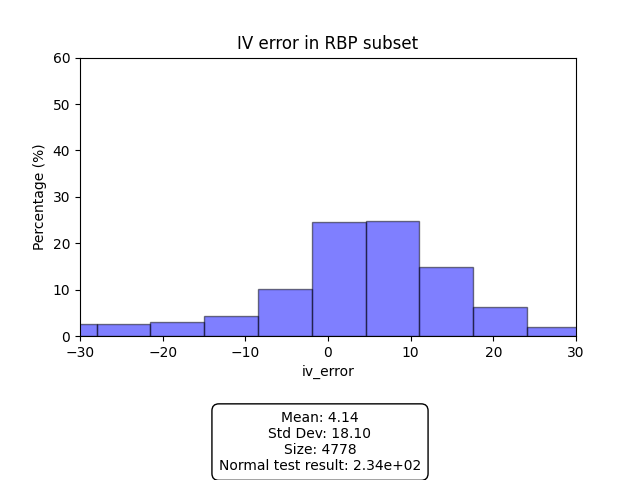 IV error in RBP subset
60
50
40
30
20
10
0
Percentage (%)
−30
−20
−10
0
10
20
30
iv_error
Mean: 4.14
Std Dev: 18.10
Size: 4778
Normal test result: 2.34e+02